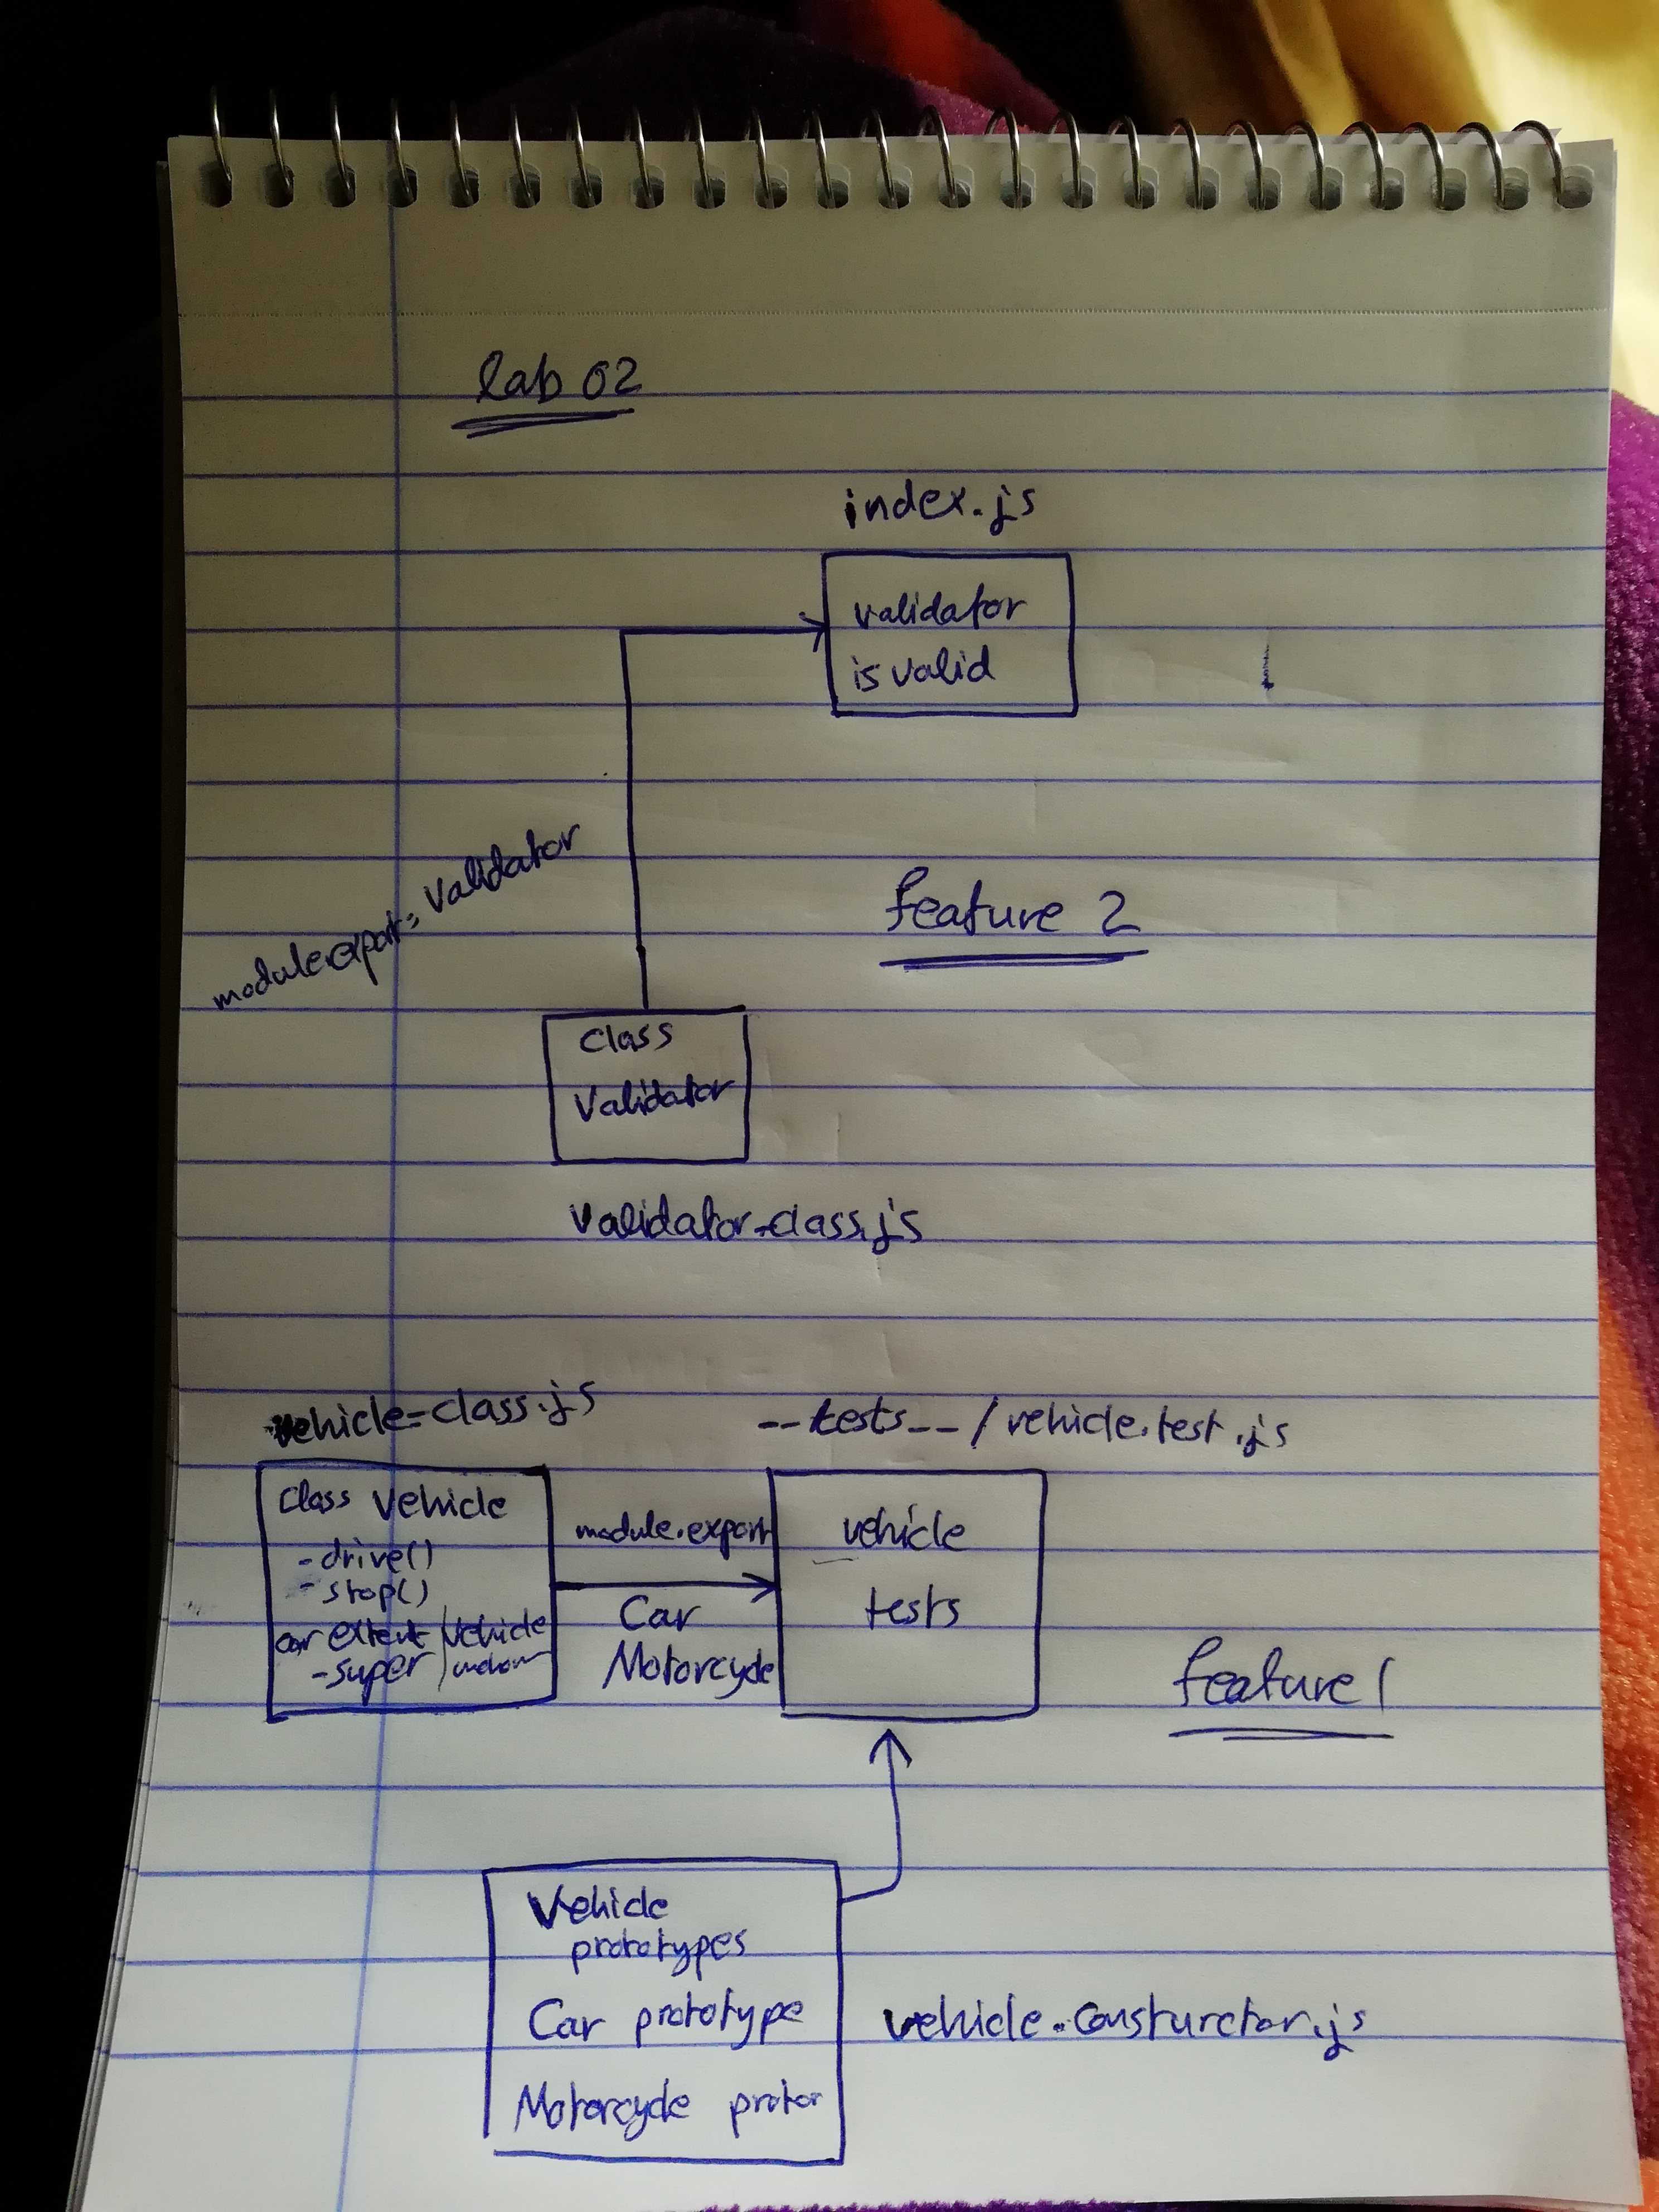 lab 02
index.js
validator
is valid
module.export = Validator
feature 2
class
Validator
Validator-class.js
vehicle-class.js
--tests-- / vehicle.test.js
Class Vehicle
- drive()
- stop()
car extent / Vehicle
- super /
module.export
Car
Motorcycle
vehicle
tests
feature 1
Vehicle
prototypes
Car prototype
Motorcycle protot
vehicle.consturctor.js